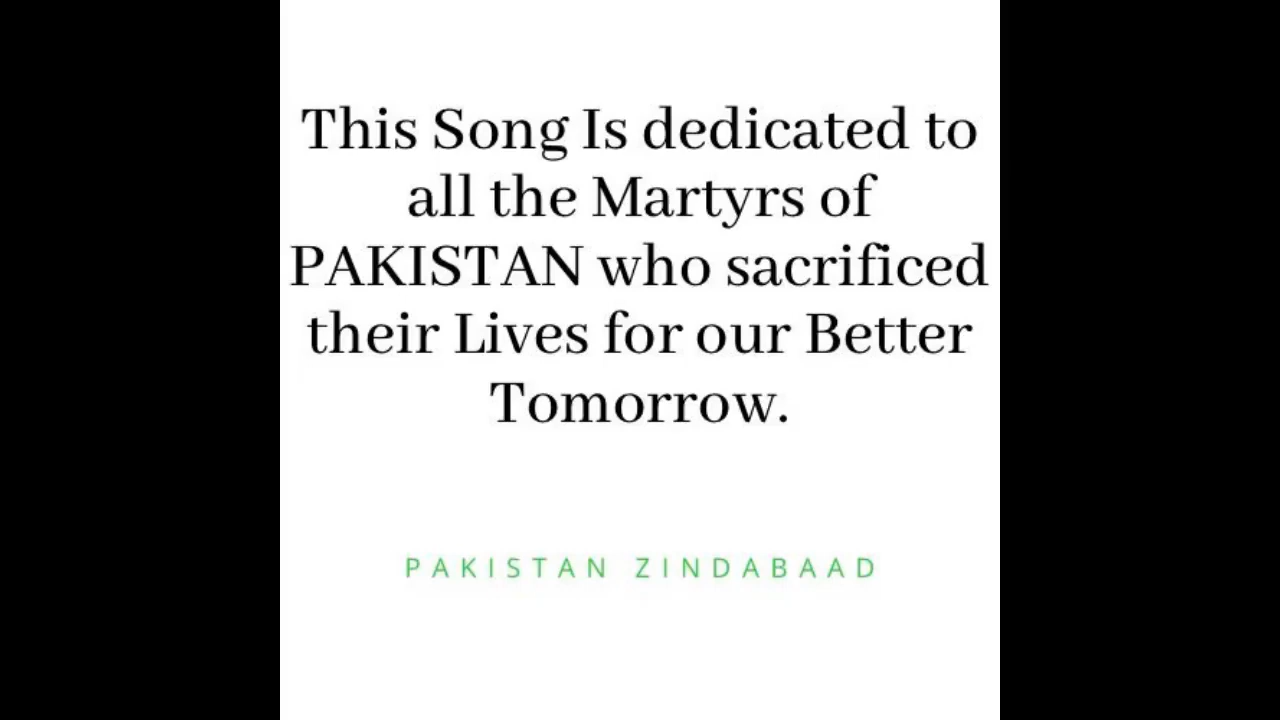 This Song Is dedicated to
all the Martyrs of
PAKISTAN who sacrificed
their Lives for our Better
Tomorrow.
PAKISTAN ZINDABAAD